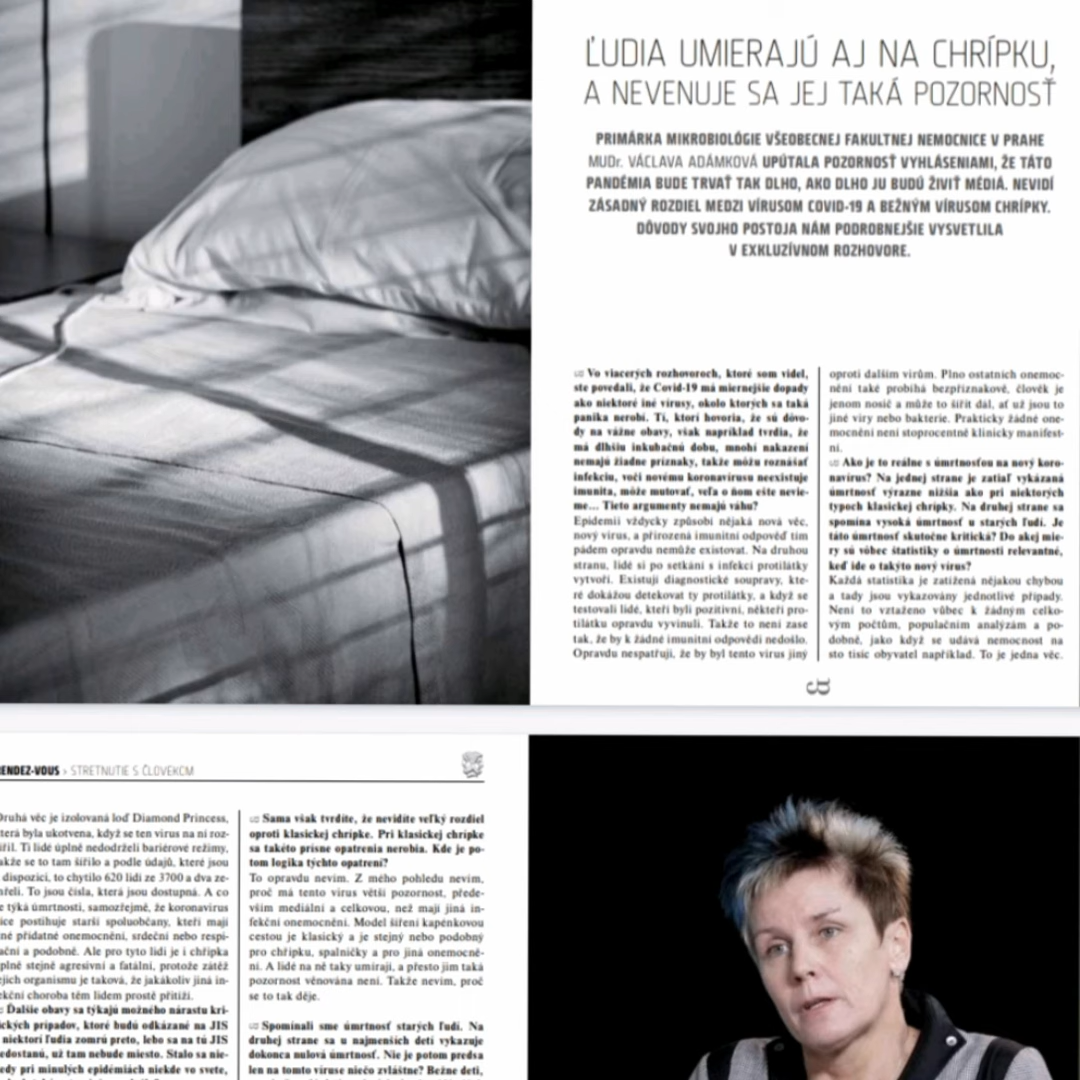 ĽUDIA UMIERAJÚ AJ NA CHRÍPKU,
A NEVENUJE SA JEJ TAKÁ POZORNOSŤ
PRIMÁRKA MIKROBIOLÓGIE VŠEOBECNEJ FAKULTNEJ NEMOCNICE V PRAHE
MUDr. VÁCLAVA ADÁMKOVÁ UPÚTALA POZORNOSŤ VYHLÁSENIAMI, ŽE TÁTO
PANDÉMIA BUDE TRVAŤ TAK DLHO, AKO DLHO JU BUDÚ ŽIVIŤ MÉDIÁ. NEVIDÍ
ZÁSADNÝ ROZDIEL MEDZI VÍRUSOM COVID-19 A BEŽNÝM VÍRUSOM CHRÍPKY.
DÔVODY SVOJHO POSTOJA NÁM PODROBNEJŠIE VYSVETLILA
V EXKLUZÍVNOM ROZHOVORE.
Vo viacerých rozhovoroch, ktoré som videl,
ste povedali, že Covid-19 má miernejšie dopady
ako niektoré iné vírusy, okolo ktorých sa taká
panika nerobí. Tí, ktorí hovoria, že sú dôvo-
dy na vážne obavy, však napríklad tvrdia, že
má dlhšiu inkubačnú dobu, mnohí nakazení
nemajú žiadne príznaky, takže môžu roznášať
infekciu, voči novému koronavírusu neexistuje
imunita, môže mutovať, veľa o ňom ešte nevie-
me... Tieto argumenty nemajú váhu?
Epidemii vždycky způsobí nějaká nová věc,
nový virus, a přirozená imunitní odpověď tím
pádem opravdu nemůže existovat. Na druhou
stranu, lidé si po setkání s infekcí protilátky
vytvoří. Existují diagnostické soupravy, kte-
ré dokážou detekovat ty protilátky, a když se
testovali lidé, kteří byli pozitivní, někteří pro-
tilátku opravdu vyvinuli. Takže to není zase
tak, že by k žádné imunitní odpovědi nedošlo.
Opravdu nespatřuji, že by byl tento virus jiný
oproti dalším virům. Plno ostatních onemoc-
nění také probíhá bezpříznakově, člověk je
jenom nosič a může to šířit dál, ať už jsou to
jiné viry nebo bakterie. Prakticky žádné one-
mocnění není stoprocentně klinicky manifest-
ní.
Ako je to reálne s úmrtnosťou na nový koro-
navírus? Na jednej strane je zatiaľ vykázaná
úmrtnosť výrazne nižšia ako pri niektorých
typoch klasickej chrípky. Na druhej strane sa
spomína vysoká úmrtnosť u starých ľudí. Je
táto úmrtnosť skutočne kritická? Do akej mie-
ry sú vôbec štatistiky o úmrtnosti relevantné,
keď ide o takýto nový vírus?
Každá statistika je zatížená nějakou chybou
a tady jsou vykazovány jednotlivé případy.
Není to vztaženo vůbec k žádným celko-
vým počtům, populačním analýzám a po-
dobně, jako když se udává nemocnost na
sto tisíc obyvatel například. To je jedna věc.
ENDEZ-VOUS » STRETNUTIE S ČLOVEKOM
Druhá věc je izolovaná loď Diamond Princess,
terá byla ukotvena, když se ten virus na ní roz-
ířil. Ti lidé úplně nedodrželi bariérové režimy,
akže se to tam šířilo a podle údajů, které jsou
dispozici, to chytilo 620 lidí ze 3700 a dva ze-
mřeli. To jsou čísla, která jsou dostupná. A co
e týká úmrtnosti, samozřejmě, že koronavirus
ice postihuje starší spoluobčany, kteří mají
né přidatné onemocnění, srdeční nebo respi-
ační a podobně. Ale pro tyto lidi je i chřipka
plně stejně agresivní a fatální, protože zátěž
ejich organismu je taková, že jakákoliv jiná in-
ekční choroba těm lidem prostě přitíží.
Ďalšie obavy sa týkajú možného nárastu kri-
ických prípadov, ktoré budú odkázané na JIS
niektorí ľudia zomrú preto, lebo sa na tú JIS
edostanú, už tam nebude miesto. Stalo sa nie-
edy pri minulých epidémiách niekde vo svete,
Sama však tvrdíte, že nevidíte veľký rozdiel
oproti klasickej chrípke. Pri klasickej chrípke
sa takéto prísne opatrenia nerobia. Kde je po-
tom logika týchto opatrení?
To opravdu nevím. Z mého pohledu nevím,
proč má tento virus větší pozornost, přede-
vším mediální a celkovou, než mají jiná in-
fekční onemocnění. Model šíření kapénkovou
cestou je klasický a je stejný nebo podobný
pro chřipku, spalničky a pro jiná onemocně-
ní. A lidé na ně taky umírají, a přesto jim taká
pozornost věnována není. Takže nevím, proč
se to tak děje.
Spomínali sme úmrtnosť starých ľudí. Na
druhej strane sa u najmenších detí vykazuje
dokonca nulová úmrtnosť. Nie je potom predsa
len na tomto víruse niečo zvláštne? Bežne deti,